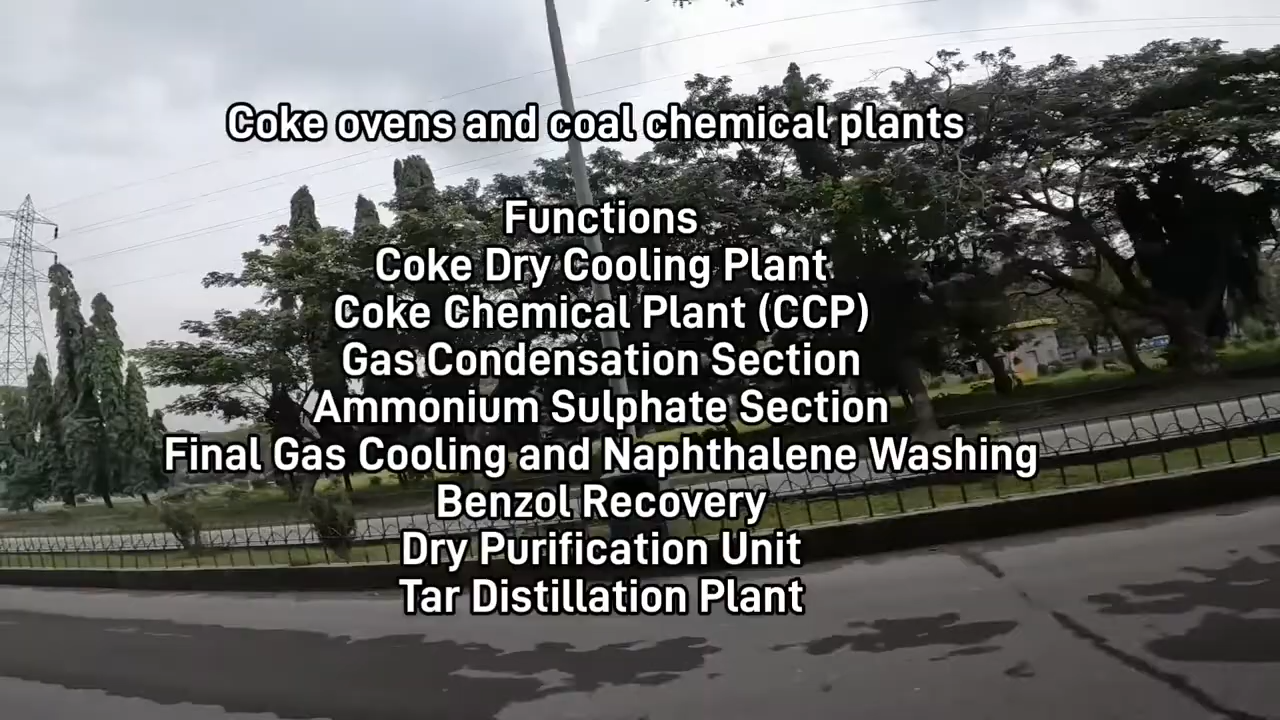 Coke ovens and coal chemical plants
Functions
Coke Dry Cooling Plant
Coke Chemical Plant (CCP)
Gas Condensation Section
Ammonium Sulphate Section
Final Gas Cooling and Naphthalene Washing
Benzol Recovery
Dry Purification Unit
Tar Distillation Plant